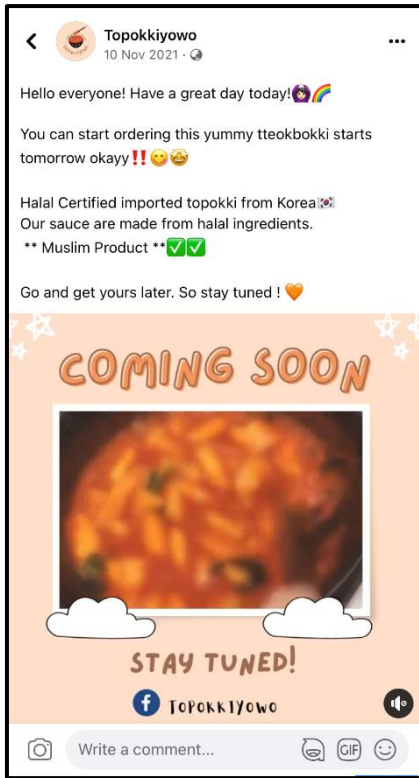 Topokkiyowo
10 Nov 2021 ·
Hello everyone! Have a great day today!🙆🏻‍♀️🌈
You can start ordering this yummy tteokbokki starts
tomorrow okayy‼️😋🤩
Halal Certified imported topokki from Korea🇰🇷
Our sauce are made from halal ingredients.
** Muslim Product **✅✅
Go and get yours later. So stay tuned ! 🧡
COMING SOON
STAY TUNED!
f TOPOKKIYOWO
Write a comment...
GIF